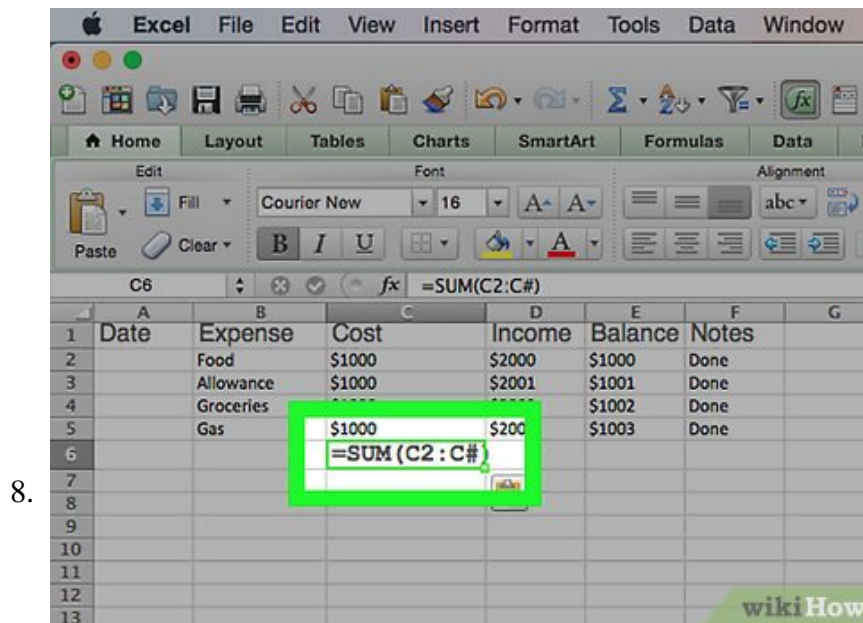 Excel File Edit View Insert Format Tools Data Window
Home Layout Tables Charts SmartArt Formulas Data
Edit Font Alignment
Fill Courier New 16 A A abc
Paste Clear B I U A
C6 fx =SUM(C2:C#)
A B C D E F G
1 Date Expense Cost Income Balance Notes
2 Food $1000 $2000 $1000 Done
3 Allowance $1000 $2001 $1001 Done
4 Groceries $1002 Done
5 Gas $1000 $200 $1003 Done
6 =SUM(C2:C#)
7
8. 8
9
10
11
12
13
wikiHow